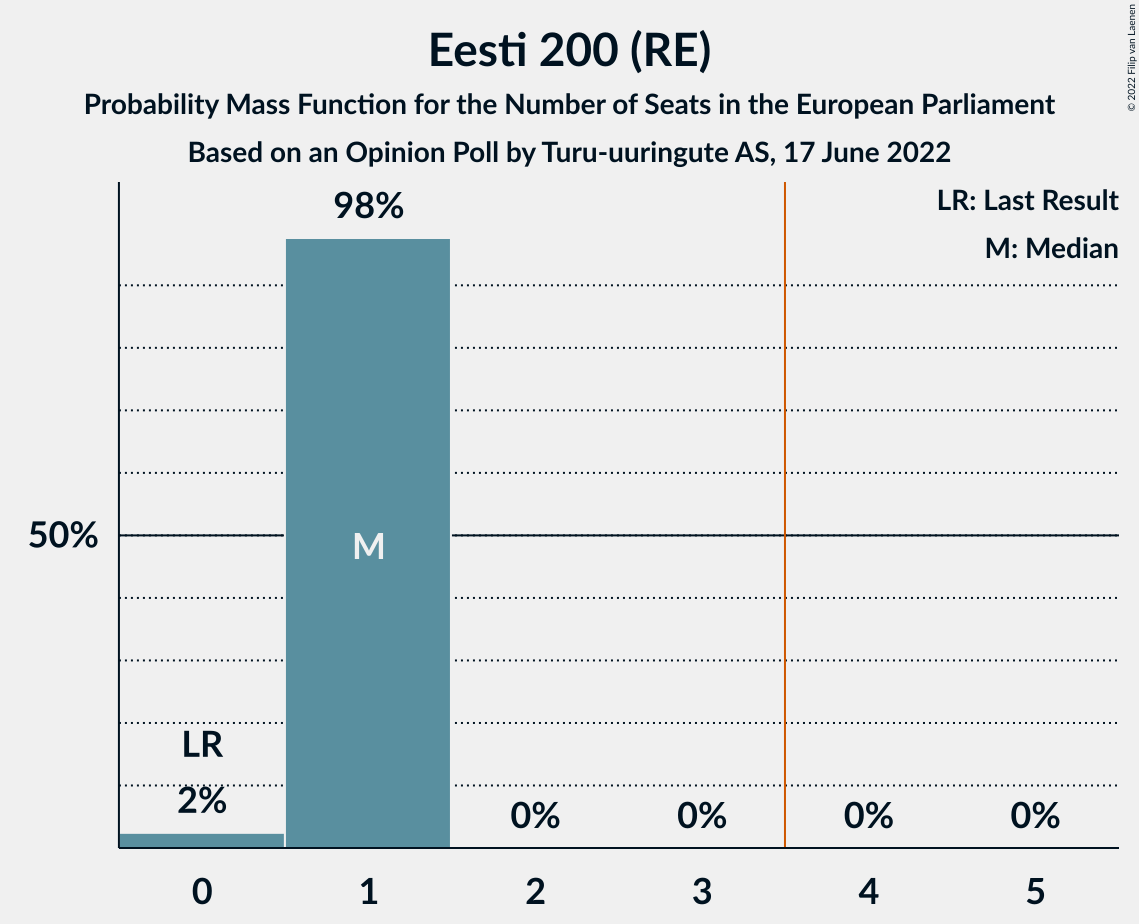 Eesti 200 (RE)
Probability Mass Function for the Number of Seats in the European Parliament
Based on an Opinion Poll by Turu-uuringute AS, 17 June 2022
© 2022 Filip van Laenen
LR: Last Result
M: Median
98%
50%
M
LR
2%
0% 0% 0% 0%
0 1 2 3 4 5